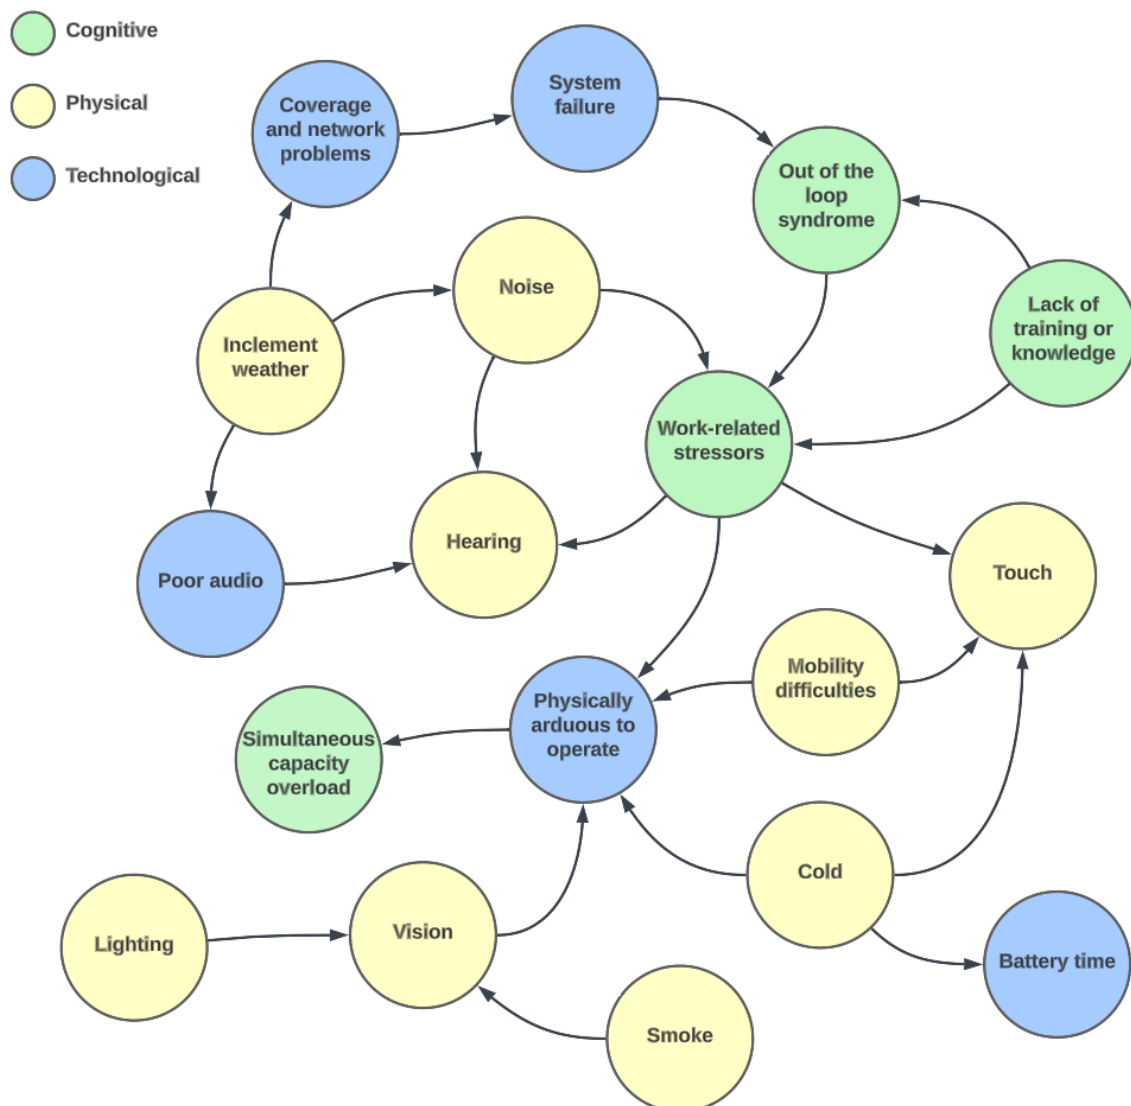 Cognitive
Physical
Technological
Coverage
and network
problems
System
failure
Out of the
loop
syndrome
Noise
Lack of
training or
knowledge
Inclement
weather
Work-related
stressors
Hearing
Touch
Poor audio
Mobility
difficulties
Physically
arduous to
operate
Simultaneous
capacity
overload
Cold
Lighting
Vision
Battery time
Smoke